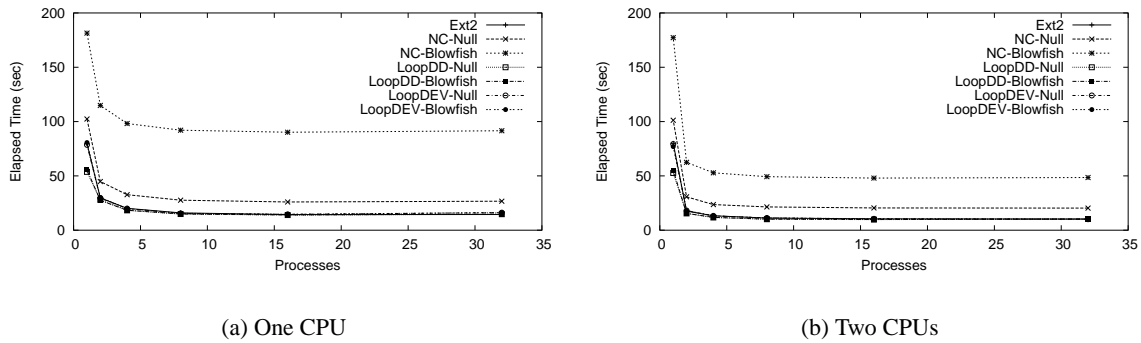 200
150
100
50
0
Elapsed Time (sec)
0 5 10 15 20 25 30 35
Processes
Ext2
NC-Null
NC-Blowfish
LoopDD-Null
LoopDD-Blowfish
LoopDEV-Null
LoopDEV-Blowfish
(a) One CPU
200
150
100
50
0
Elapsed Time (sec)
0 5 10 15 20 25 30 35
Processes
Ext2
NC-Null
NC-Blowfish
LoopDD-Null
LoopDD-Blowfish
LoopDEV-Null
LoopDEV-Blowfish
(b) Two CPUs